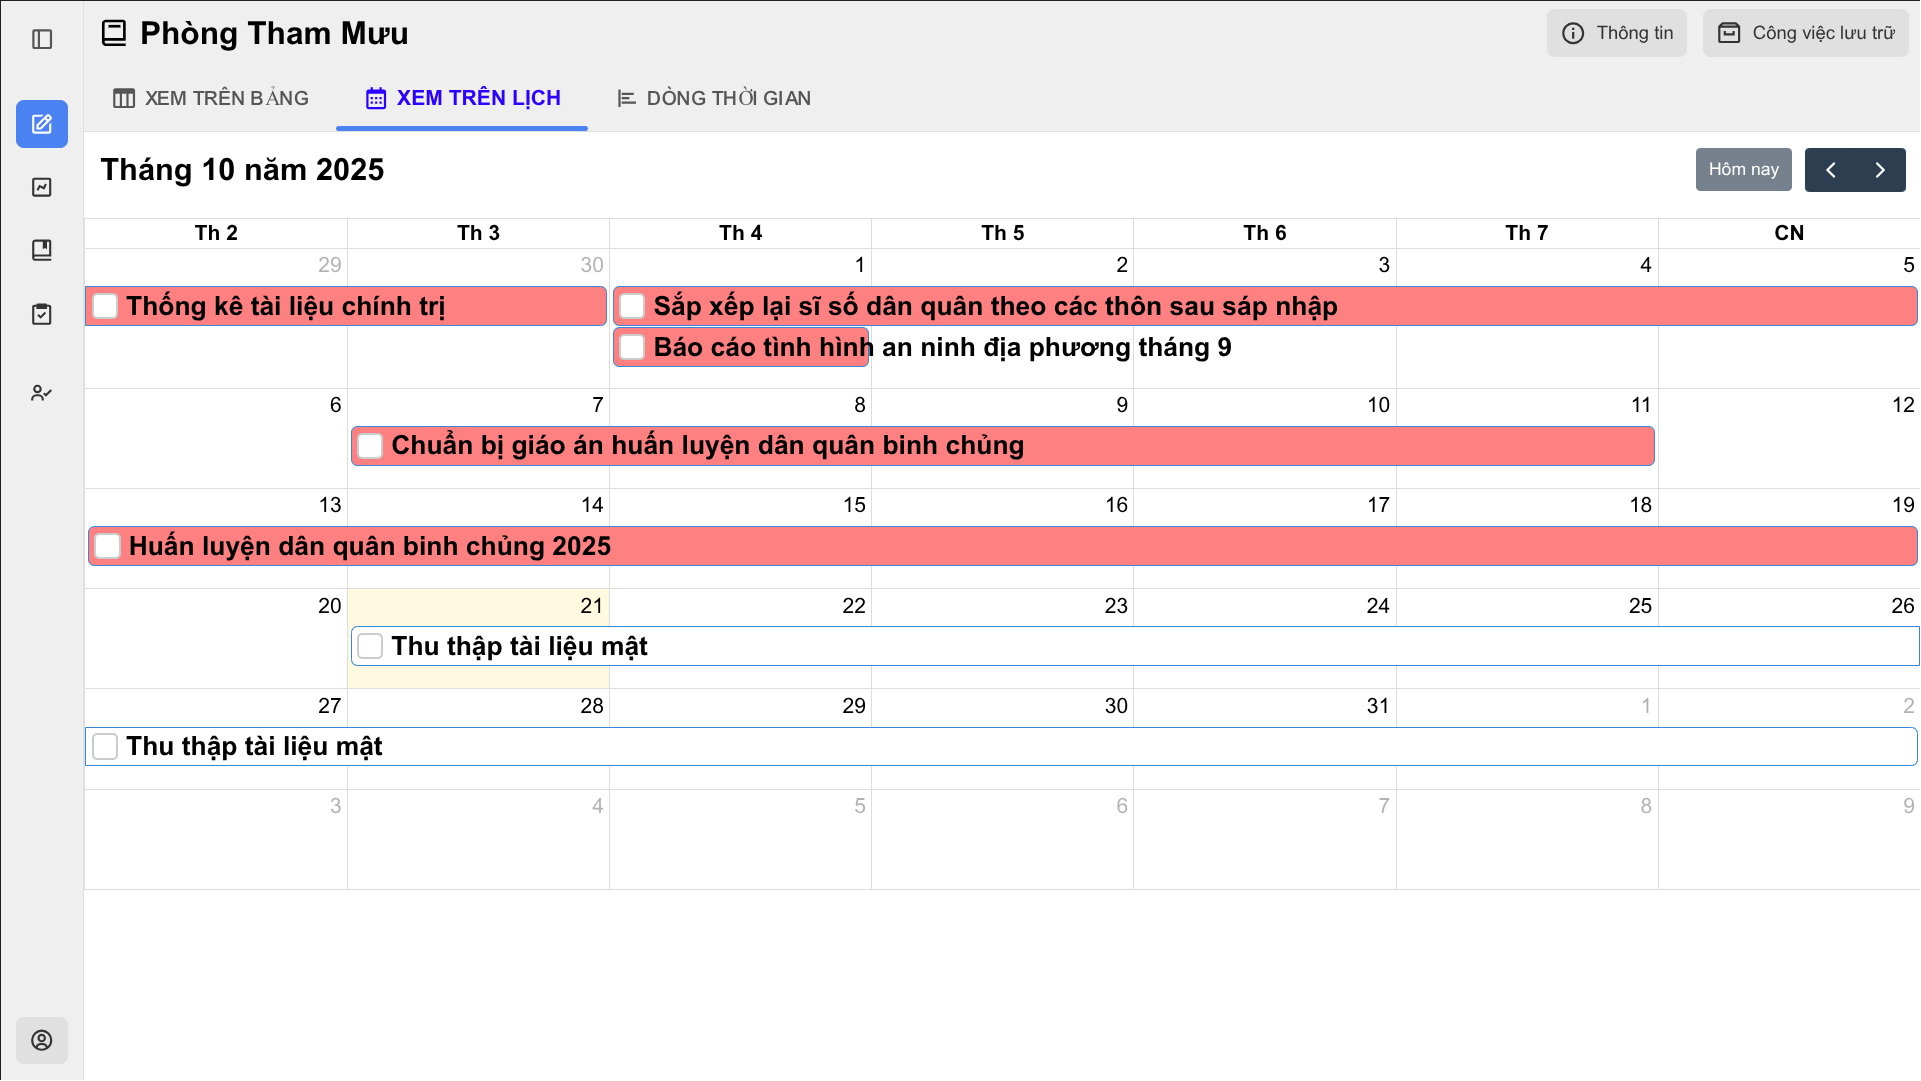 Phòng Tham Mưu
Thông tin
Công việc lưu trữ
XEM TRÊN BẢNG
XEM TRÊN LỊCH
DÒNG THỜI GIAN
Tháng 10 năm 2025
Hôm nay
Th 2 Th 3 Th 4 Th 5 Th 6 Th 7 CN
29 30 1 2 3 4 5
Thống kê tài liệu chính trị
Sắp xếp lại sĩ số dân quân theo các thôn sau sáp nhập
Báo cáo tình hình an ninh địa phương tháng 9
6 7 8 9 10 11 12
Chuẩn bị giáo án huấn luyện dân quân binh chủng
13 14 15 16 17 18 19
Huấn luyện dân quân binh chủng 2025
20 21 22 23 24 25 26
Thu thập tài liệu mật
27 28 29 30 31 1 2
Thu thập tài liệu mật
3 4 5 6 7 8 9